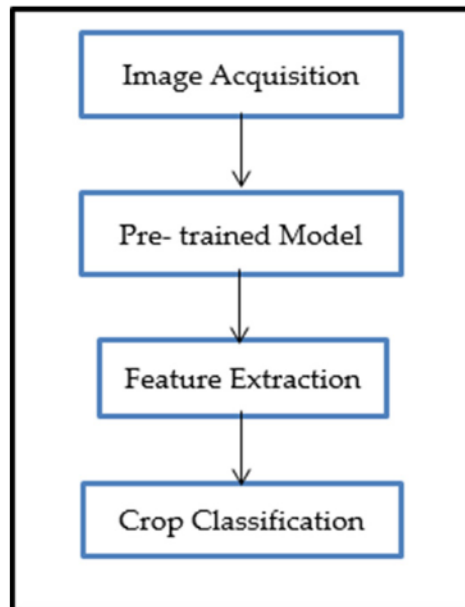 Image Acquisition
Pre- trained Model
Feature Extraction
Crop Classification